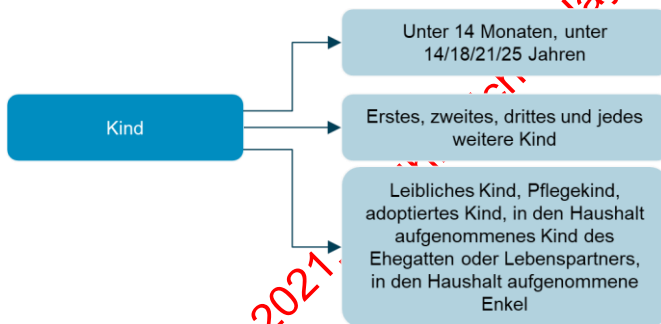 Unter 14 Monaten, unter
14/18/21/25 Jahren
Kind
Erstes, zweites, drittes und jedes
weitere Kind
Leibliches Kind, Pflegekind,
adoptiertes Kind, in den Haushalt
aufgenommenes Kind des
Ehegatten oder Lebenspartners,
in den Haushalt aufgenommene
Enkel
2021